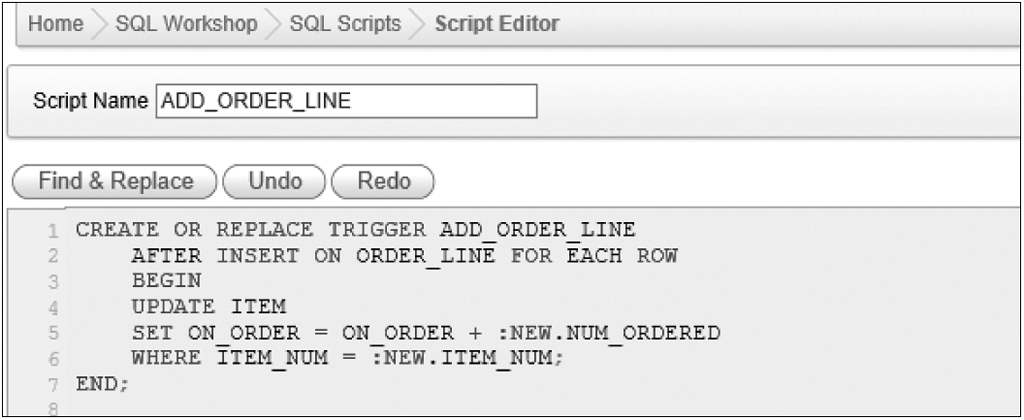 Home SQL Workshop SQL Scripts Script Editor
Script Name ADD_ORDER_LINE
Find & Replace Undo Redo
1 CREATE OR REPLACE TRIGGER ADD_ORDER_LINE
2 AFTER INSERT ON ORDER_LINE FOR EACH ROW
3 BEGIN
4 UPDATE ITEM
5 SET ON_ORDER = ON_ORDER + :NEW.NUM_ORDERED
6 WHERE ITEM_NUM = :NEW.ITEM_NUM;
7 END;
8